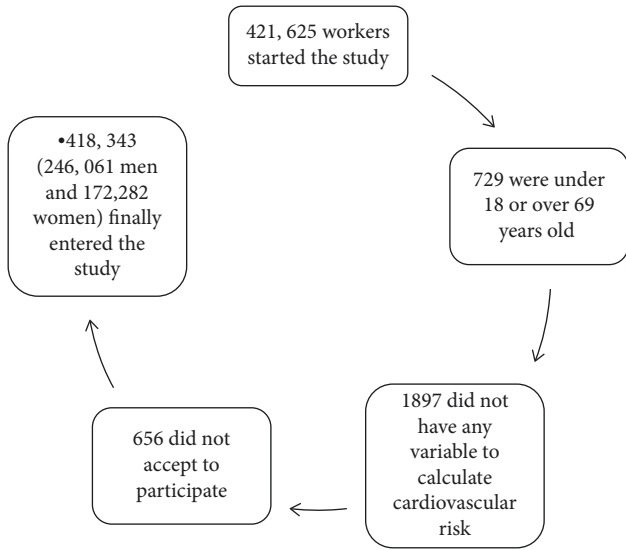 421, 625 workers
started the study
729 were under
18 or over 69
years old
1897 did not
have any
variable to
calculate
cardiovascular
risk
656 did not
accept to
participate
•418, 343
(246, 061 men
and 172,282
women) finally
entered the
study